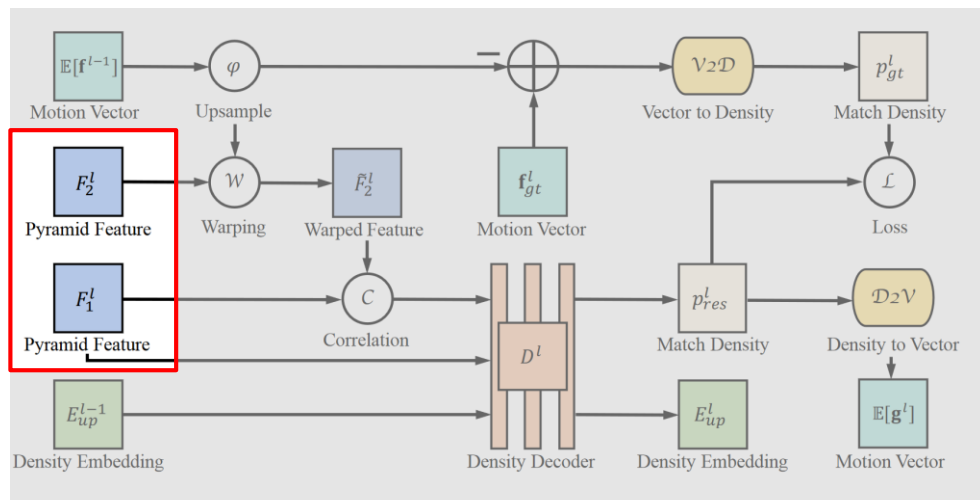 𝔼[𝐟^{l-1}]
φ
−
V2D
p^l_{gt}
Motion Vector
Upsample
Vector to Density
Match Density
F^l_2
W
F̃^l_2
𝐟^l_{gt}
ℒ
Pyramid Feature
Warping
Warped Feature
Motion Vector
Loss
F^l_1
C
p^l_{res}
D2V
Pyramid Feature
Correlation
D^l
Match Density
Density to Vector
E^{l-1}_{up}
E^l_{up}
𝔼[𝐠^l]
Density Embedding
Density Decoder
Density Embedding
Motion Vector